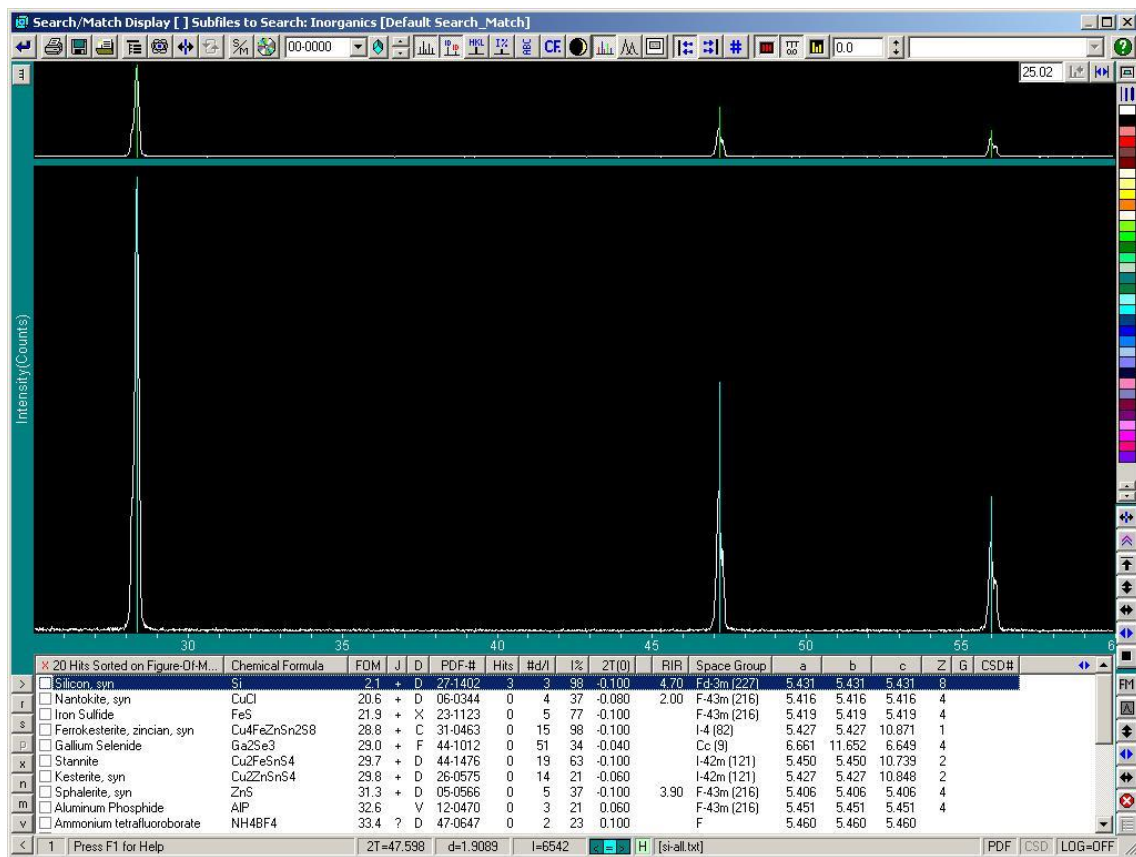 Search/Match Display [ ] Subfiles to Search: Inorganics [Default Search_Match]
S/M 00-0000 HKL I% CF. # 0.0
25.02
Intensity(Counts)
30 35 40 45 50 55 6
X 20 Hits Sorted on Figure-Of-M... Chemical Formula FOM J D PDF-# Hits #d/I I% 2T(0) RIR Space Group a b c Z G CSD#
Silicon, syn Si 2.1 + D 27-1402 3 3 98 -0.100 4.70 Fd-3m (227) 5.431 5.431 5.431 8
Nantokite, syn CuCl 20.6 + D 06-0344 0 4 37 -0.080 2.00 F-43m (216) 5.416 5.416 5.416 4
Iron Sulfide FeS 21.9 + X 23-1123 0 5 77 -0.100 F-43m (216) 5.419 5.419 5.419 4
Ferrokesterite, zincian, syn Cu4FeZnSn2S8 28.8 + C 31-0463 0 15 98 -0.100 I-4 (82) 5.427 5.427 10.871 1
Gallium Selenide Ga2Se3 29.0 + F 44-1012 0 51 34 -0.040 Cc (9) 6.661 11.652 6.649 4
Stannite Cu2FeSnS4 29.7 + D 44-1476 0 19 63 -0.100 I-42m (121) 5.450 5.450 10.739 2
Kesterite, syn Cu2ZnSnS4 29.8 + D 26-0575 0 14 21 -0.060 I-42m (121) 5.427 5.427 10.848 2
Sphalerite, syn ZnS 31.3 + D 05-0566 0 5 37 -0.100 3.90 F-43m (216) 5.406 5.406 5.406 4
Aluminum Phosphide AlP 32.6 V 12-0470 0 3 21 0.060 F-43m (216) 5.451 5.451 5.451 4
Ammonium tetrafluoroborate NH4BF4 33.4 ? D 47-0647 0 2 23 0.100 F 5.460 5.460 5.460
> r s p x n m v
FM
< 1 Press F1 for Help 2T=47.598 d=1.9089 I=6542 < = > H [si-all.txt] PDF CSD LOG=OFF